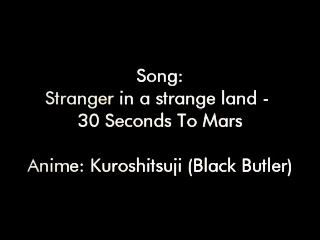 Song:
Stranger in a strange land -
30 Seconds To Mars
Anime: Kuroshitsuji (Black Butler)